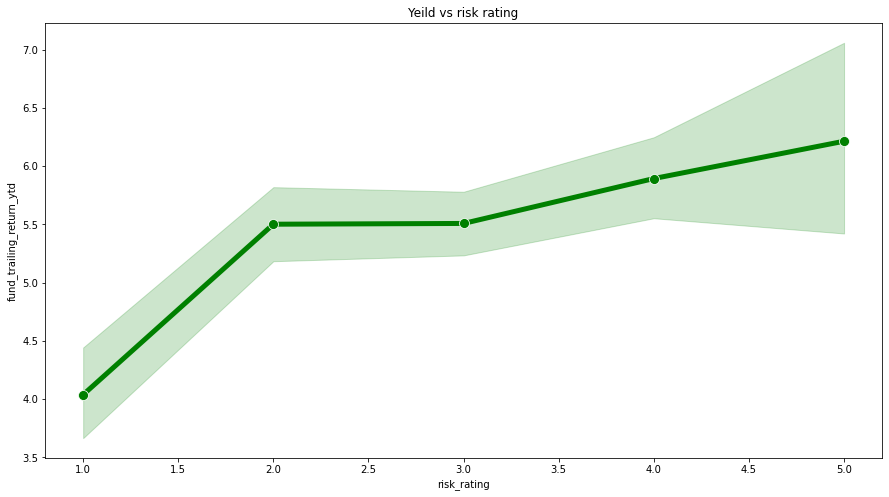 Yeild vs risk rating
fund_trailing_return_ytd
7.0
6.5
6.0
5.5
5.0
4.5
4.0
3.5
1.0 1.5 2.0 2.5 3.0 3.5 4.0 4.5 5.0
risk_rating